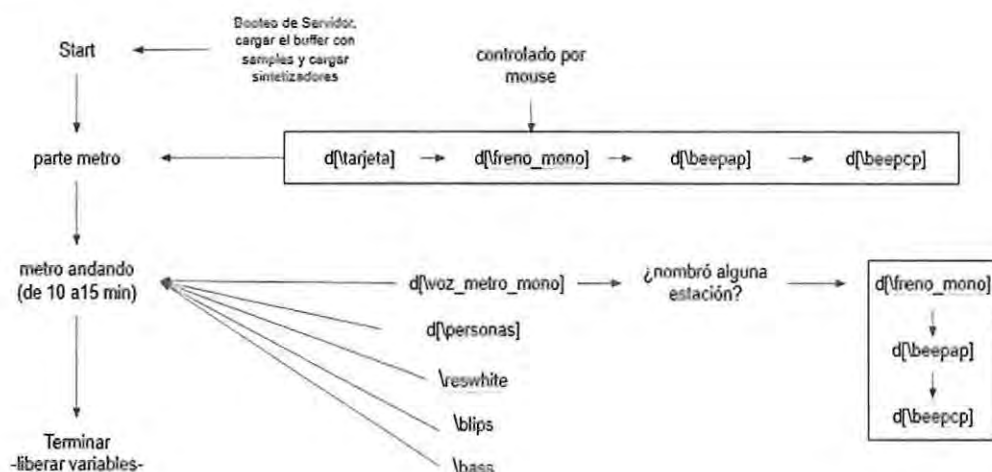 Start
Booteo de Servidor,
cargar el buffer con
samples y cargar
sintetizadores
controlado por
mouse
parte metro
d[\tarjeta]
d[\freno_mono]
d[\beepap]
d[\beepcp]
metro andando
(de 10 a15 min)
d[\voz_metro_mono]
¿nombró alguna
estación?
d[\freno_mono]
d[\beepap]
d[\beepcp]
d[\personas]
\reswhite
\blips
\bass
Terminar
-liberar variables-